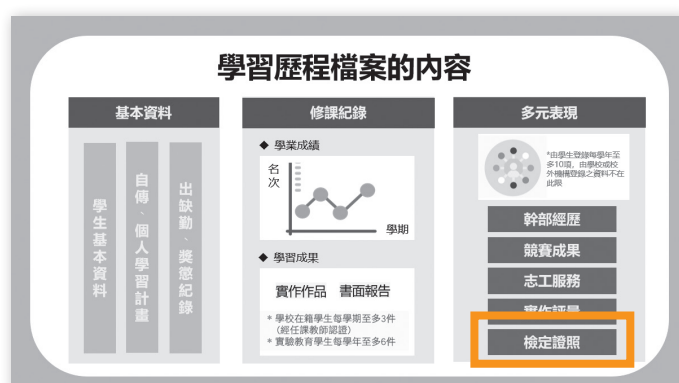 學習歷程檔案的內容
基本資料
學生基本資料
自傳、個人學習計畫
出缺勤、獎懲紀錄
修課紀錄
◆ 學業成績
名次
學期
◆ 學習成果
實作作品 書面報告
* 學校在籍學生每學期至多3件
（經任課教師認證）
* 實驗教育學生每學年至多6件
多元表現
*由學生登錄每學年至
多10項，由學校或校
外機構登錄之資料不在
此限
幹部經歷
競賽成果
志工服務
實作評量
檢定證照